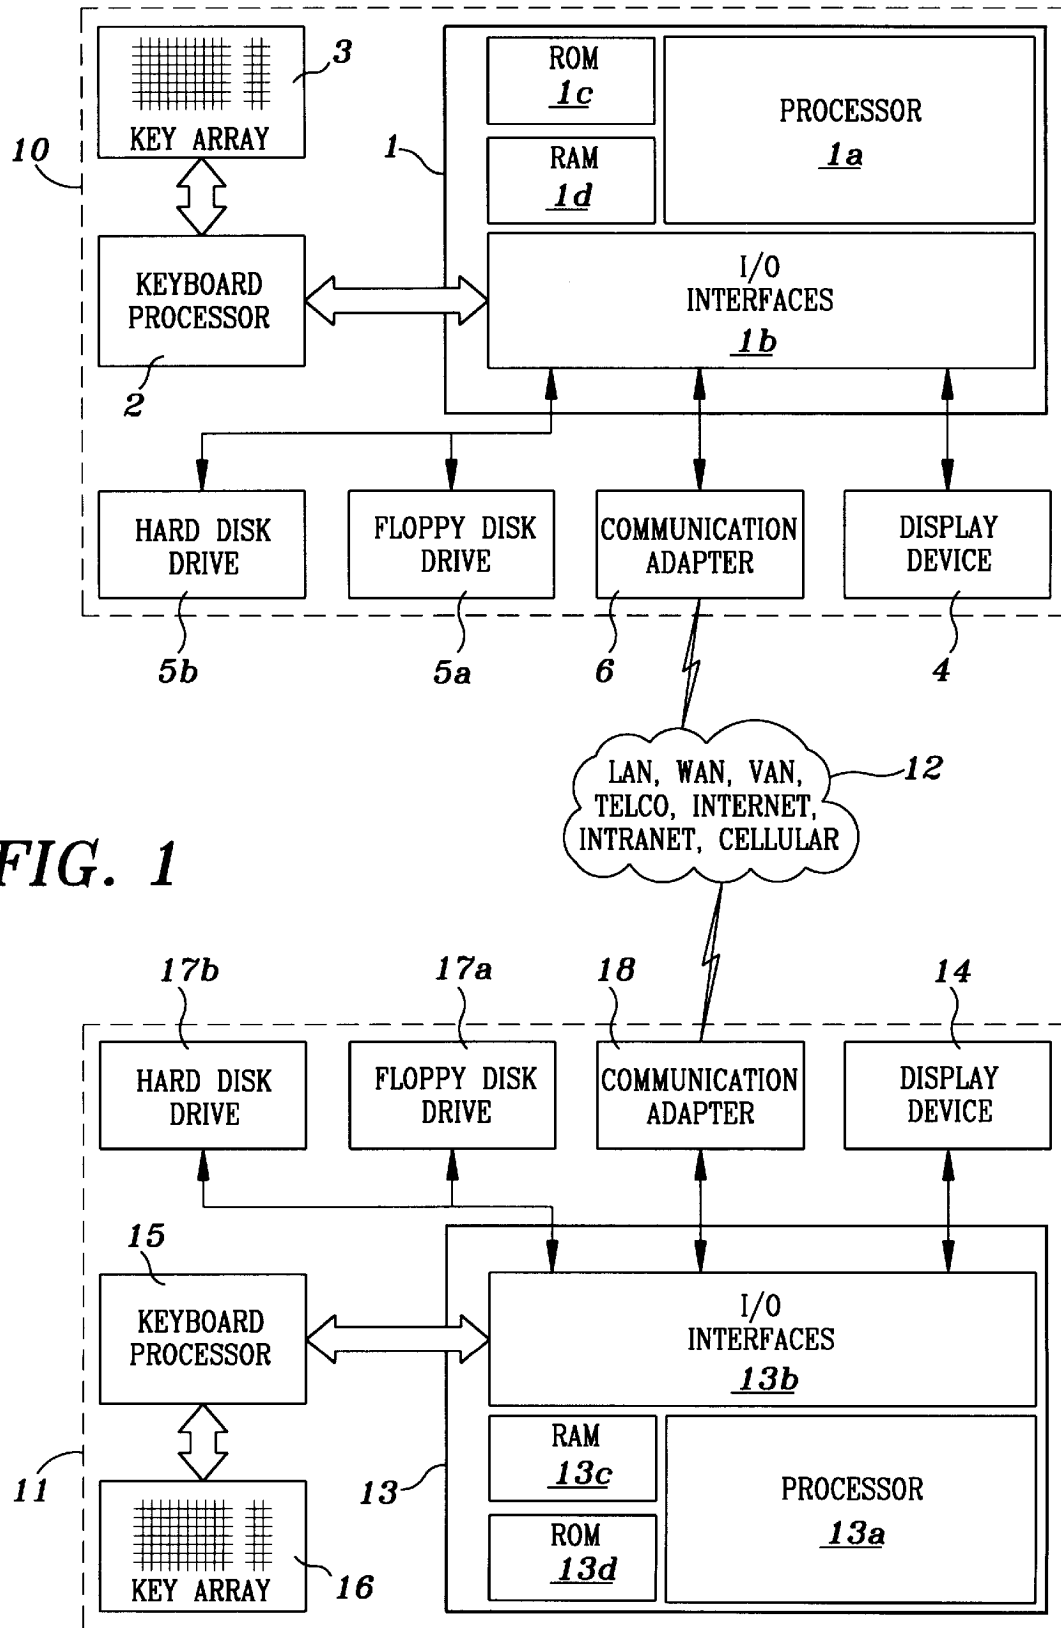 3
KEY ARRAY
10
KEYBOARD
PROCESSOR
2
1
ROM
1c
RAM
1d
PROCESSOR
1a
I/O
INTERFACES
1b
HARD DISK
DRIVE
5b
FLOPPY DISK
DRIVE
5a
COMMUNICATION
ADAPTER
6
DISPLAY
DEVICE
4
LAN, WAN, VAN,
TELCO, INTERNET,
INTRANET, CELLULAR
12
FIG. 1
17b
HARD DISK
DRIVE
17a
FLOPPY DISK
DRIVE
18
COMMUNICATION
ADAPTER
14
DISPLAY
DEVICE
15
KEYBOARD
PROCESSOR
I/O
INTERFACES
13b
11
KEY ARRAY
16
13
RAM
13c
ROM
13d
PROCESSOR
13a